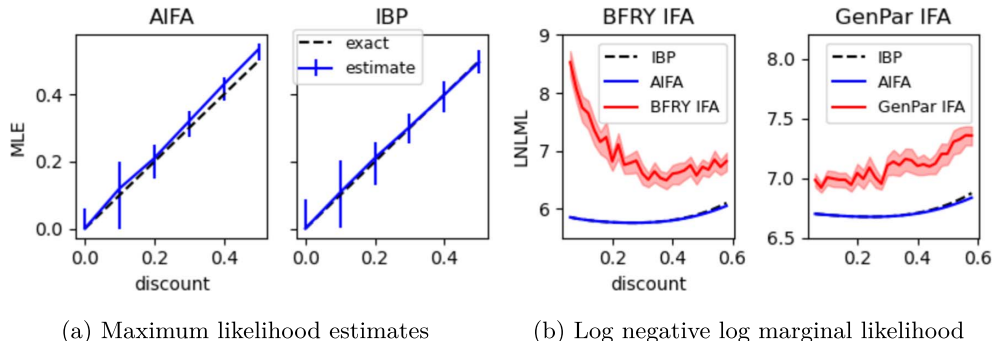 AIFA
IBP
BFRY IFA
GenPar IFA
exact
estimate
MLE
0.4
0.2
0.0
0.0 0.2 0.4
0.0 0.2 0.4
discount
IBP
AIFA
BFRY IFA
LNLML
9
8
7
6
0.2 0.4 0.6
discount
IBP
AIFA
GenPar IFA
8.0
7.5
7.0
6.5
0.2 0.4 0.6
(a) Maximum likelihood estimates
(b) Log negative log marginal likelihood